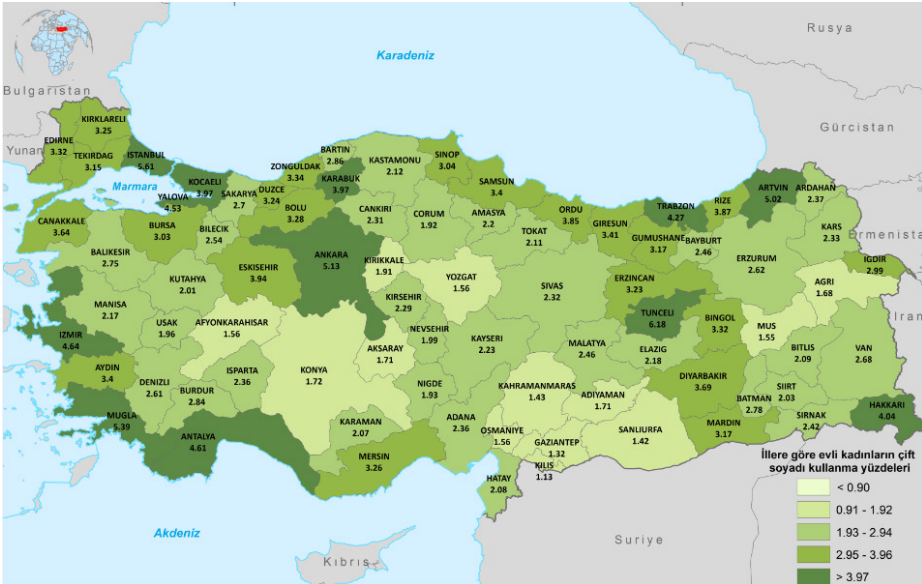 Rusya
Karadeniz
Bulgaristan
Gürcistan
KIRKLARELI
3.25
EDIRNE
3.32
Yunan
TEKIRDAG
3.15
ISTANBUL
5.61
Marmara
KOCAELI
3.97
YALOVA
4.53
SAKARYA
2.7
DUZCE
3.24
ZONGULDAK
3.34
BARTIN
2.86
KARABUK
3.97
KASTAMONU
2.12
SINOP
3.04
SAMSUN
3.4
BOLU
3.28
CANKIRI
2.31
CORUM
1.92
AMASYA
2.2
TOKAT
2.11
ORDU
3.85
GIRESUN
3.41
TRABZON
4.27
RIZE
3.87
ARTVIN
5.02
ARDAHAN
2.37
KARS
2.33
Ermenista
IGDIR
2.99
GUMUSHANE
3.17
BAYBURT
2.46
ERZURUM
2.62
AGRI
1.68
Iran
CANAKKALE
3.64
BURSA
3.03
BILECIK
2.54
BALIKESIR
2.75
KUTAHYA
2.01
ESKISEHIR
3.94
ANKARA
5.13
KIRIKKALE
1.91
YOZGAT
1.56
SIVAS
2.32
ERZINCAN
3.23
TUNCELI
6.18
BINGOL
3.32
MUS
1.55
BITLIS
2.09
VAN
2.68
MANISA
2.17
USAK
1.96
AFYONKARAHISAR
1.56
KIRSEHIR
2.29
NEVSEHIR
1.99
KAYSERI
2.23
MALATYA
2.46
ELAZIG
2.18
IZMIR
4.64
AYDIN
3.4
DENIZLI
2.61
BURDUR
2.84
ISPARTA
2.36
KONYA
1.72
AKSARAY
1.71
NIGDE
1.93
KAHRAMANMARAS
1.43
ADIYAMAN
1.71
DIYARBAKIR
3.69
BATMAN
2.78
SIIRT
2.03
SIRNAK
2.42
HAKKARI
4.04
MUGLA
5.39
ANTALYA
4.61
KARAMAN
2.07
MERSIN
3.26
ADANA
2.36
OSMANIYE
1.56
GAZIANTEP
1.32
KILIS
1.13
SANLIURFA
1.42
MARDIN
3.17
HATAY
2.08
Akdeniz
Kıbrıs
Suriye
İllere göre evli kadınların çift
soyadı kullanma yüzdeleri
< 0.90
0.91 - 1.92
1.93 - 2.94
2.95 - 3.96
> 3.97